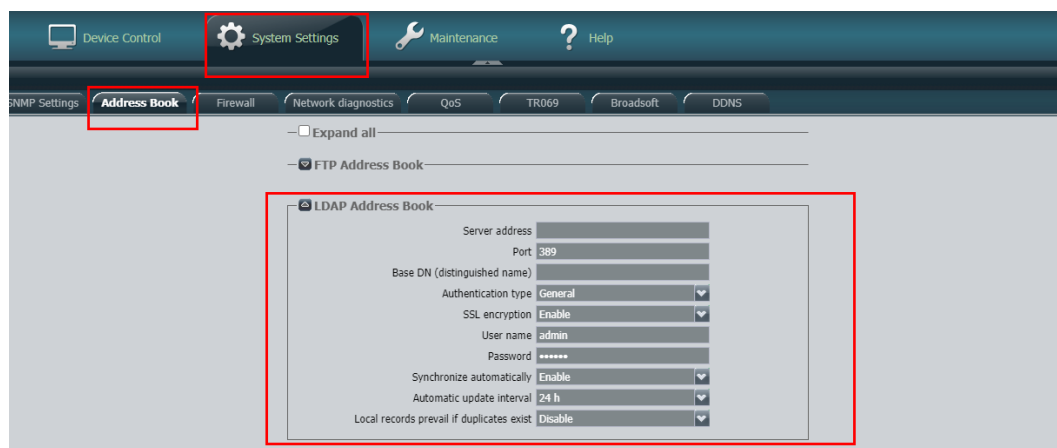 Device Control System Settings Maintenance ? Help
SNMP Settings Address Book Firewall Network diagnostics QoS TR069 Broadsoft DDNS
Expand all
FTP Address Book
LDAP Address Book
Server address
Port 389
Base DN (distinguished name)
Authentication type General
SSL encryption Enable
User name admin
Password ••••••
Synchronize automatically Enable
Automatic update interval 24 h
Local records prevail if duplicates exist Disable